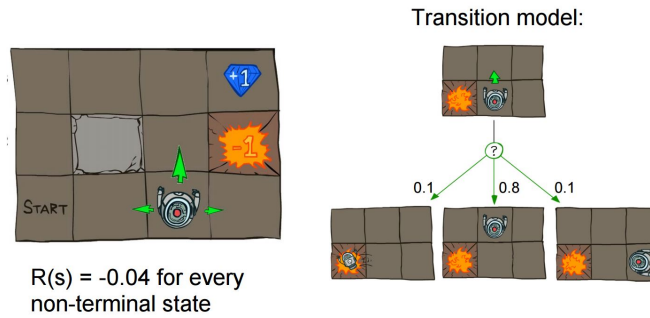 Transition model:
+1
-1
START
?
0.1
0.8
0.1
R(s) = -0.04 for every
non-terminal state